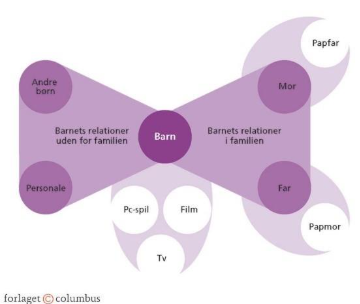 Papfar
Andre
børn
Mor
Barnets relationer
uden for familien
Barn
Barnets relationer
i familien
Personale
Far
Pc-spil
Film
Papmor
Tv
forlaget © columbus